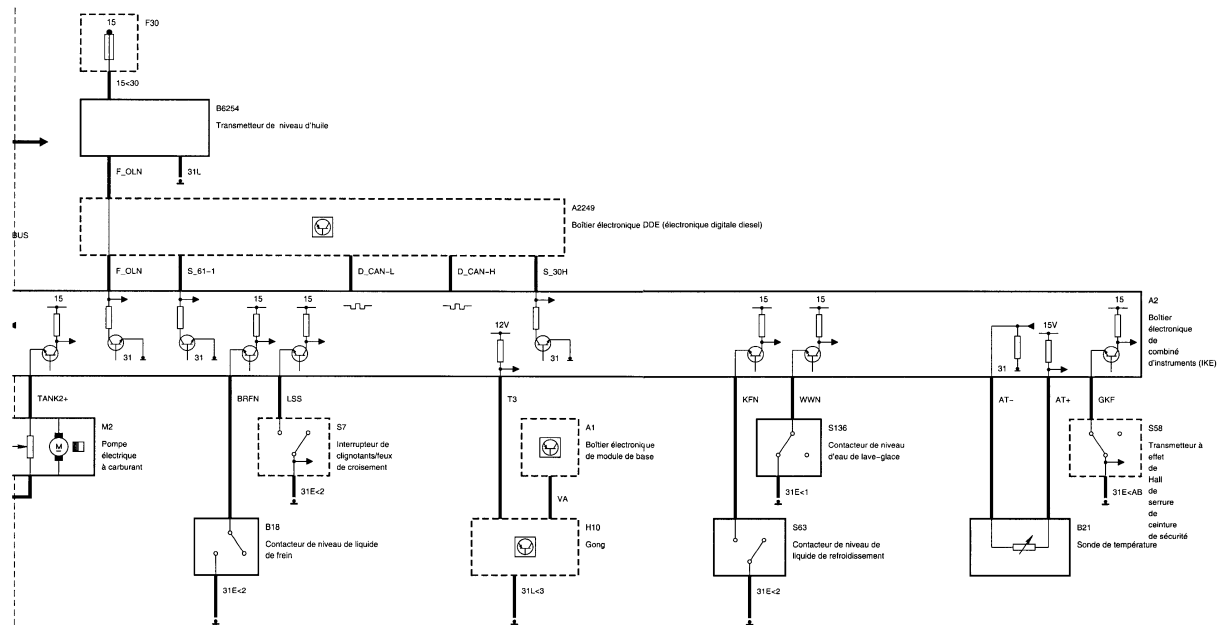 15
F30
15<30
B6254
Transmetteur de niveau d'huile
F_OLN
31L
A2249
Boîtier électronique DDE (électronique digitale diesel)
BUS
F_OLN
S_61-1
D_CAN-L
D_CAN-H
S_30H
15
15
15
15
15
15
A2
Boîtier
électronique
de
combiné
d'instruments (IKE)
12V
15V
31
31
31
31
TANK2+
BRFN
LSS
T3
KFN
WWN
AT-
AT+
GKF
M2
Pompe
électrique
à carburant
M
S7
Interrupteur de
clignotants/feux
de croisement
31E<2
A1
Boîtier électronique
de module de base
VA
S136
Contacteur de niveau
d'eau de lave-glace
31E<1
S58
Transmetteur à
effet
de
Hall
de
serrure
de
ceinture
de sécurité
31E<AB
B18
Contacteur de niveau de liquide
de frein
31E<2
H10
Gong
31L<3
S63
Contacteur de niveau de
liquide de refroidissement
31E<2
B21
Sonde de température